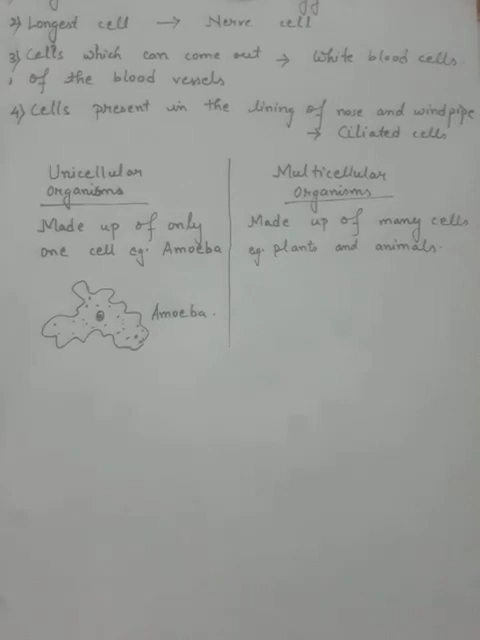 2) Longest cell → Nerve cell
3) Cells which can come out → White blood cells
of the blood vessels
4) Cells present in the lining of nose and windpipe
→ Ciliated cells
Unicellular
Organisms
Made up of only
one cell eg. Amoeba
Amoeba.
Multicellular
Organisms
Made up of many cells
eg. plants and animals.